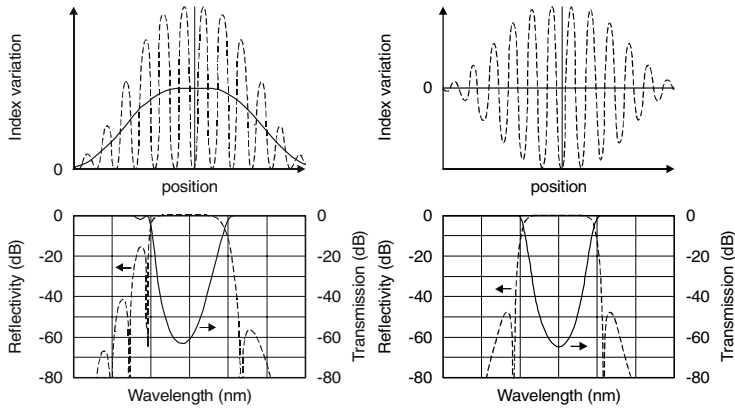 Index variation
0
position
Index variation
0
position
Reflectivity (dB)
0
-20
-40
-60
-80
0
-20
-40
-60
-80
Transmission (dB)
Wavelength (nm)
Reflectivity (dB)
0
-20
-40
-60
-80
0
-20
-40
-60
-80
Transmission (dB)
Wavelength (nm)